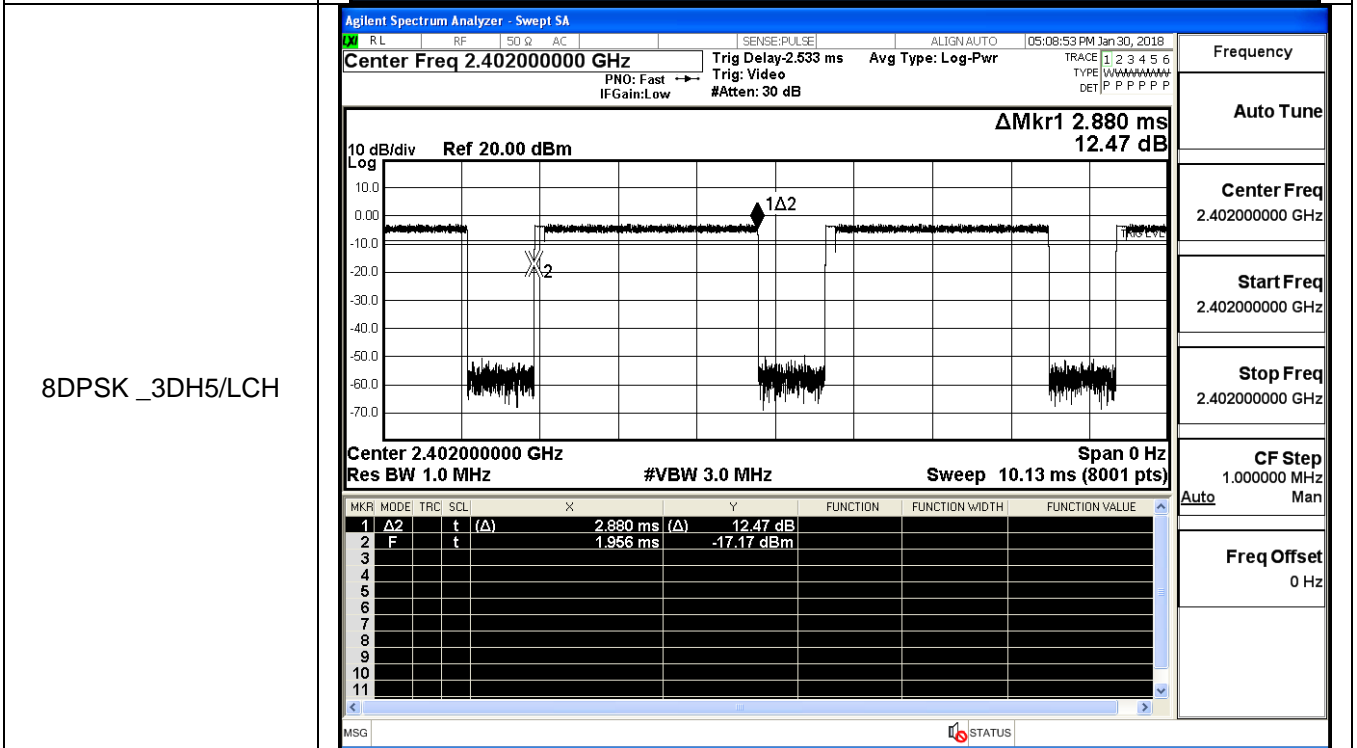 8DPSK _3DH5/LCH
Agilent Spectrum Analyzer - Swept SA
LXI RL RF 50 Ω AC SENSE:PULSE ALIGN AUTO 05:08:53 PM Jan 30, 2018
Center Freq 2.402000000 GHz
PNO: Fast
IFGain:Low
Trig Delay-2.533 ms
Trig: Video
#Atten: 30 dB
Avg Type: Log-Pwr
TRACE 1 2 3 4 5 6
TYPE WWWWWW
DET P P P P P P
ΔMkr1 2.880 ms
12.47 dB
10 dB/div Ref 20.00 dBm
Log
10.0
0.00
-10.0
-20.0
-30.0
-40.0
-50.0
-60.0
-70.0
1Δ2
2
TRIG LVL
Center 2.402000000 GHz Span 0 Hz
Res BW 1.0 MHz #VBW 3.0 MHz Sweep 10.13 ms (8001 pts)
MKR MODE TRC SCL X Y FUNCTION FUNCTION WIDTH FUNCTION VALUE
1 Δ2 t (Δ) 2.880 ms (Δ) 12.47 dB
2 F t 1.956 ms -17.17 dBm
3
4
5
6
7
8
9
10
11
MSG STATUS
Frequency
Auto Tune
Center Freq
2.402000000 GHz
Start Freq
2.402000000 GHz
Stop Freq
2.402000000 GHz
CF Step
1.000000 MHz
Auto Man
Freq Offset
0 Hz